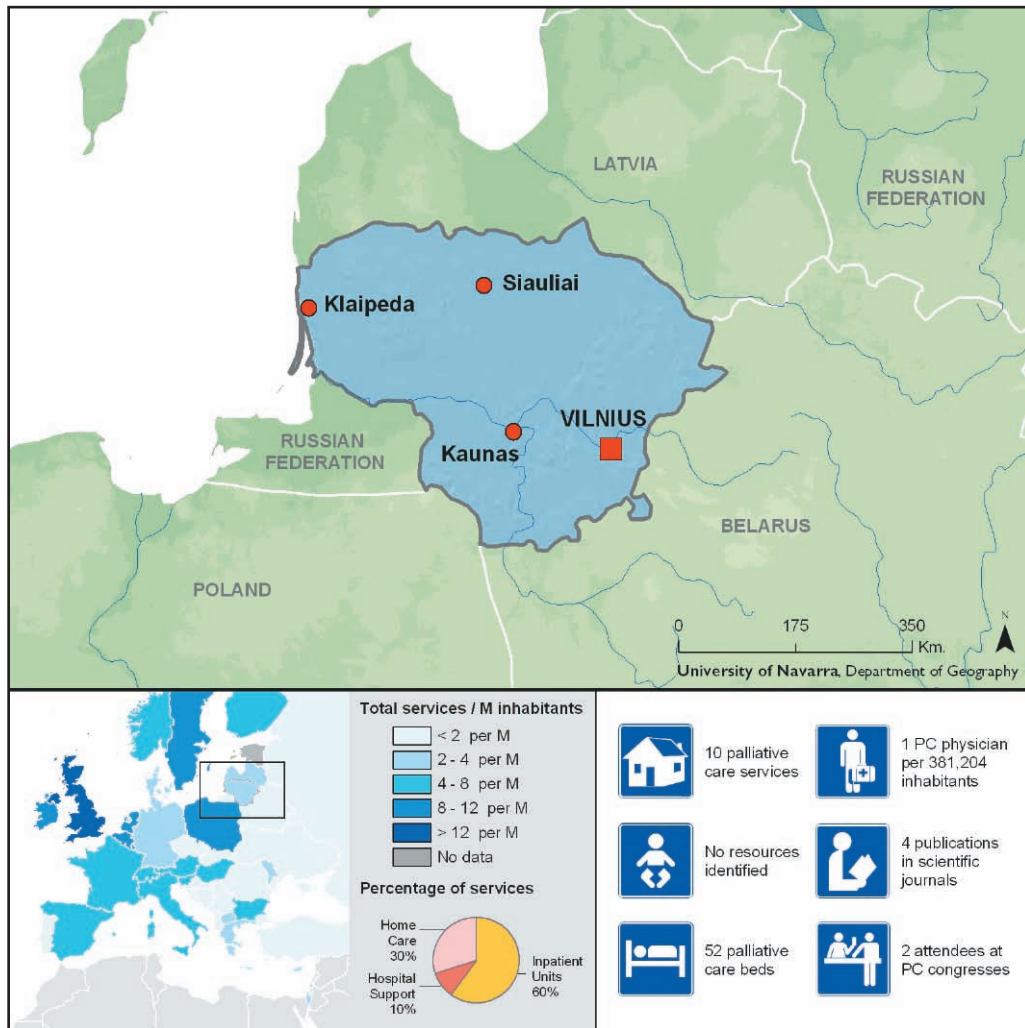 LATVIA
RUSSIAN
FEDERATION
Siauliai
Klaipeda
VILNIUS
Kaunas
RUSSIAN
FEDERATION
BELARUS
POLAND
0 175 350
Km.
N
University of Navarra, Department of Geography
Total services / M inhabitants
< 2 per M
2 - 4 per M
4 - 8 per M
8 - 12 per M
> 12 per M
No data
Percentage of services
Home
Care
30%
Hospital
Support
10%
Inpatient
Units
60%
10 palliative
care services
1 PC physician
per 381,204
inhabitants
No resources
identified
4 publications
in scientific
journals
52 palliative
care beds
2 attendees at
PC congresses